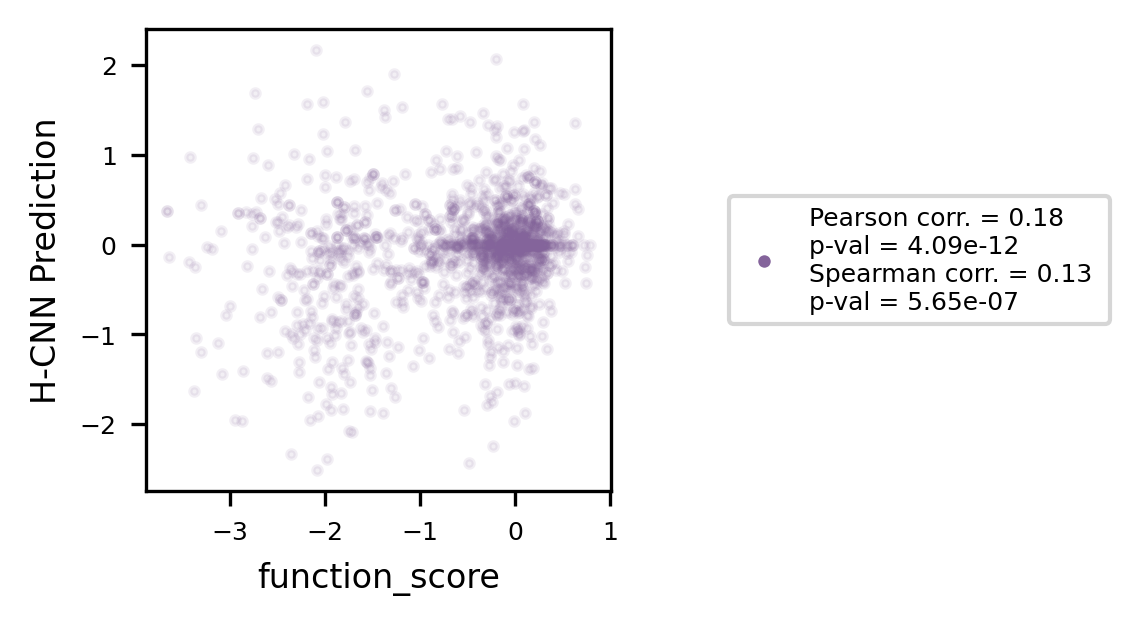 2
1
0
−1
−2
H-CNN Prediction
−3
−2
−1
0
1
function_score
Pearson corr. = 0.18
p-val = 4.09e-12
Spearman corr. = 0.13
p-val = 5.65e-07